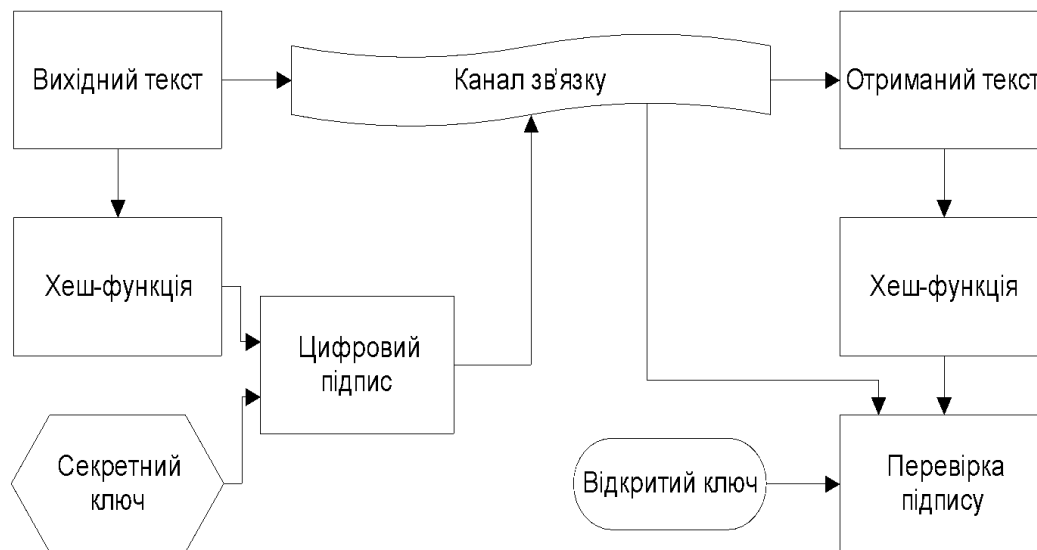 Вихідний текст
Канал зв'язку
Отриманий текст
Хеш-функція
Хеш-функція
Цифровий
підпис
Секретний
ключ
Відкритий ключ
Перевірка
підпису